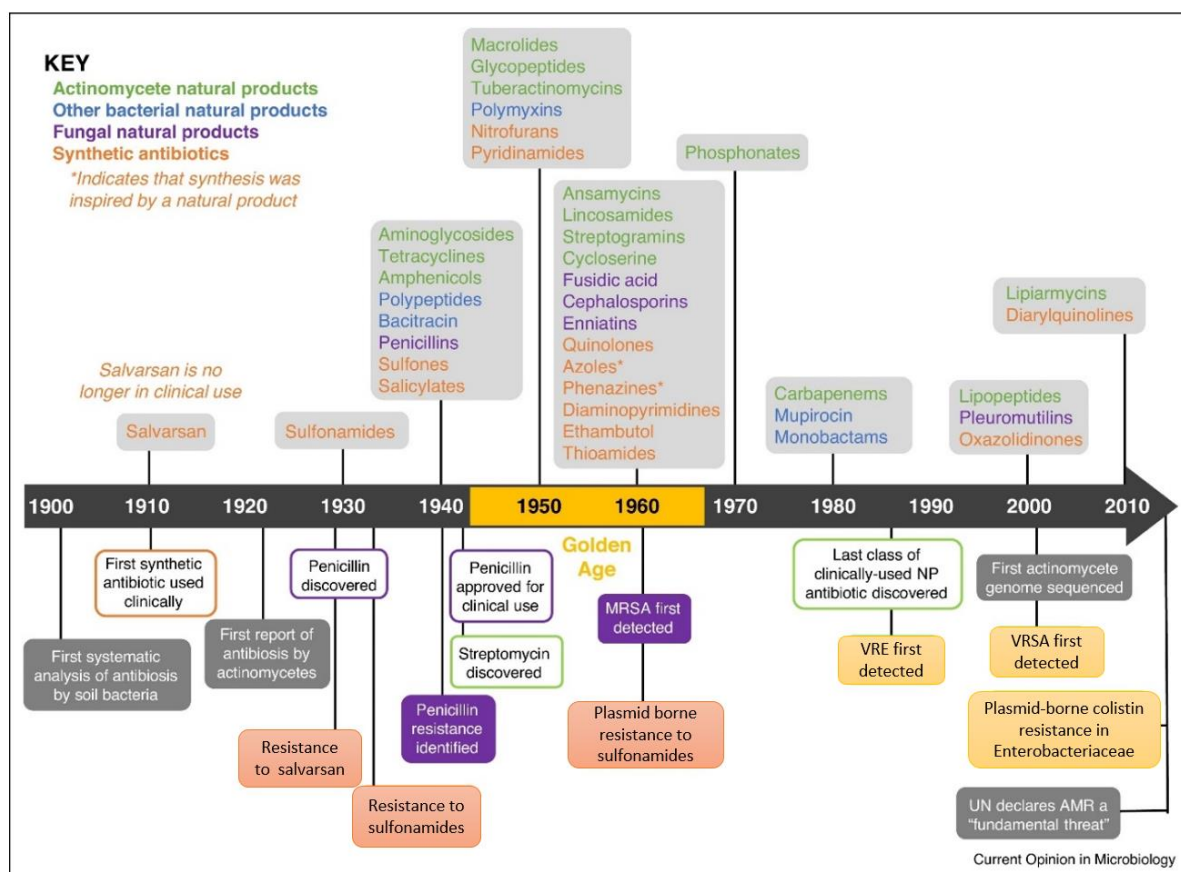 KEY
Actinomycete natural products
Other bacterial natural products
Fungal natural products
Synthetic antibiotics
*Indicates that synthesis was
inspired by a natural product
Macrolides
Glycopeptides
Tuberactinomycins
Polymyxins
Nitrofurans
Pyridinamides
Phosphonates
Aminoglycosides
Tetracyclines
Amphenicols
Polypeptides
Bacitracin
Penicillins
Sulfones
Salicylates
Ansamycins
Lincosamides
Streptogramins
Cycloserine
Fusidic acid
Cephalosporins
Enniatins
Quinolones
Azoles*
Phenazines*
Diaminopyrimidines
Ethambutol
Thioamides
Lipiarmycins
Diarylquinolines
Salvarsan is no
longer in clinical use
Salvarsan
Sulfonamides
Carbapenems
Mupirocin
Monobactams
Lipopeptides
Pleuromutilins
Oxazolidinones
1900 1910 1920 1930 1940 1950 1960 1970 1980 1990 2000 2010
Golden
Age
First synthetic
antibiotic used
clinically
Penicillin
discovered
Penicillin
approved for
clinical use
MRSA first
detected
Last class of
clinically-used NP
antibiotic discovered
First actinomycete
genome sequenced
First systematic
analysis of antibiosis
by soil bacteria
First report of
antibiosis by
actinomycetes
Streptomycin
discovered
VRE first
detected
VRSA first
detected
Penicillin
resistance
identified
Plasmid borne
resistance to
sulfonamides
Plasmid-borne colistin
resistance in
Enterobacteriaceae
Resistance
to salvarsan
Resistance to
sulfonamides
UN declares AMR a
“fundamental threat”
Current Opinion in Microbiology